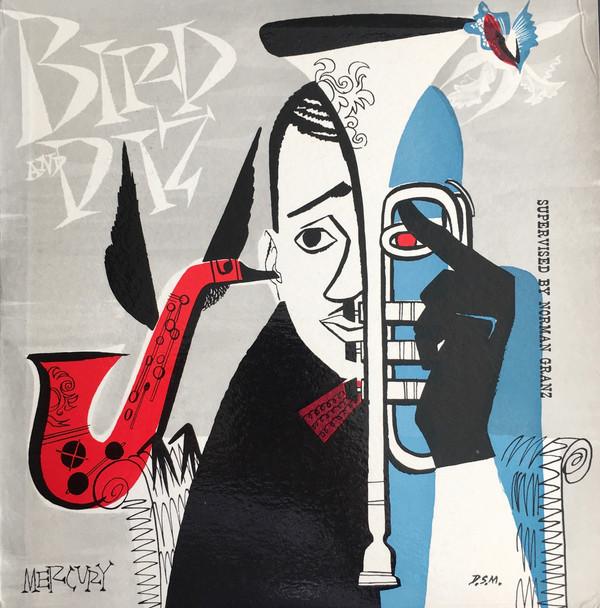 BIRD
AND DIZ
SUPERVISED BY NORMAN GRANZ
MERCURY
D.S.M.